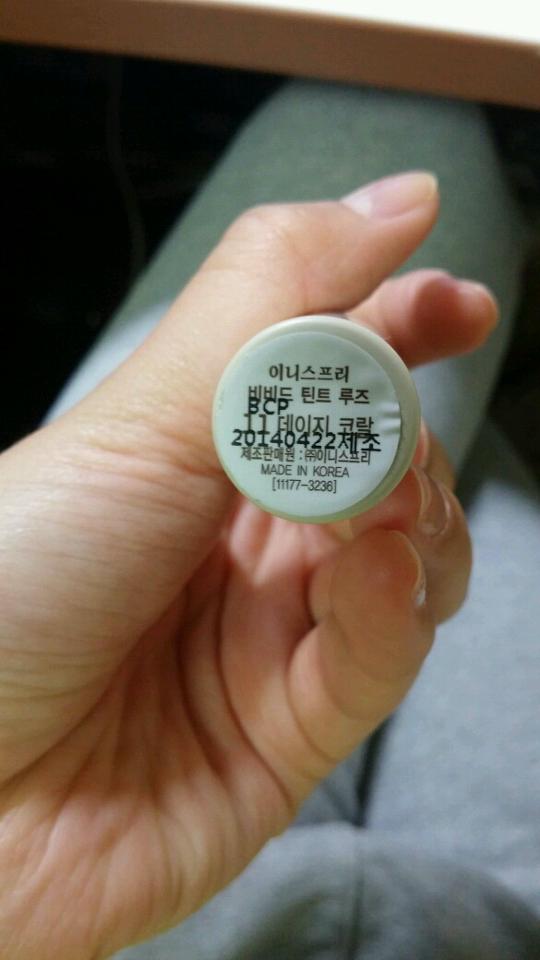 이니스프리
비비드 틴트 루즈
BCP
11 데이지 코랄
20140422제조
제조판매원 : ㈜이니스프리
MADE IN KOREA
[11177-3236]